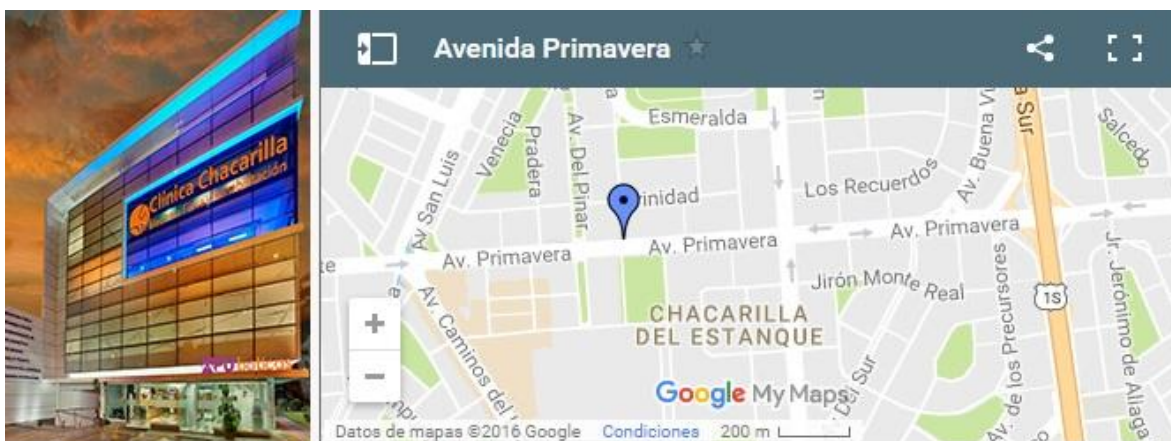 Clínica Chacarilla
boticas
Avenida Primavera
Esmeralda
Venecia
Pradera
Av. Del Pinar
Av San Luis
Los Recuerdos
Av. Primavera
Av. Primavera
Av. Primavera
Jirón Monte Real
CHACARILLA
DEL ESTANQUE
1S
Salcedo
Jr. Jerónimo de Aliaga
Av. de los Precursores
Av. Caminos del
Del Sur
+
−
Google My Maps
Datos de mapas ©2016 Google Condiciones 200 m